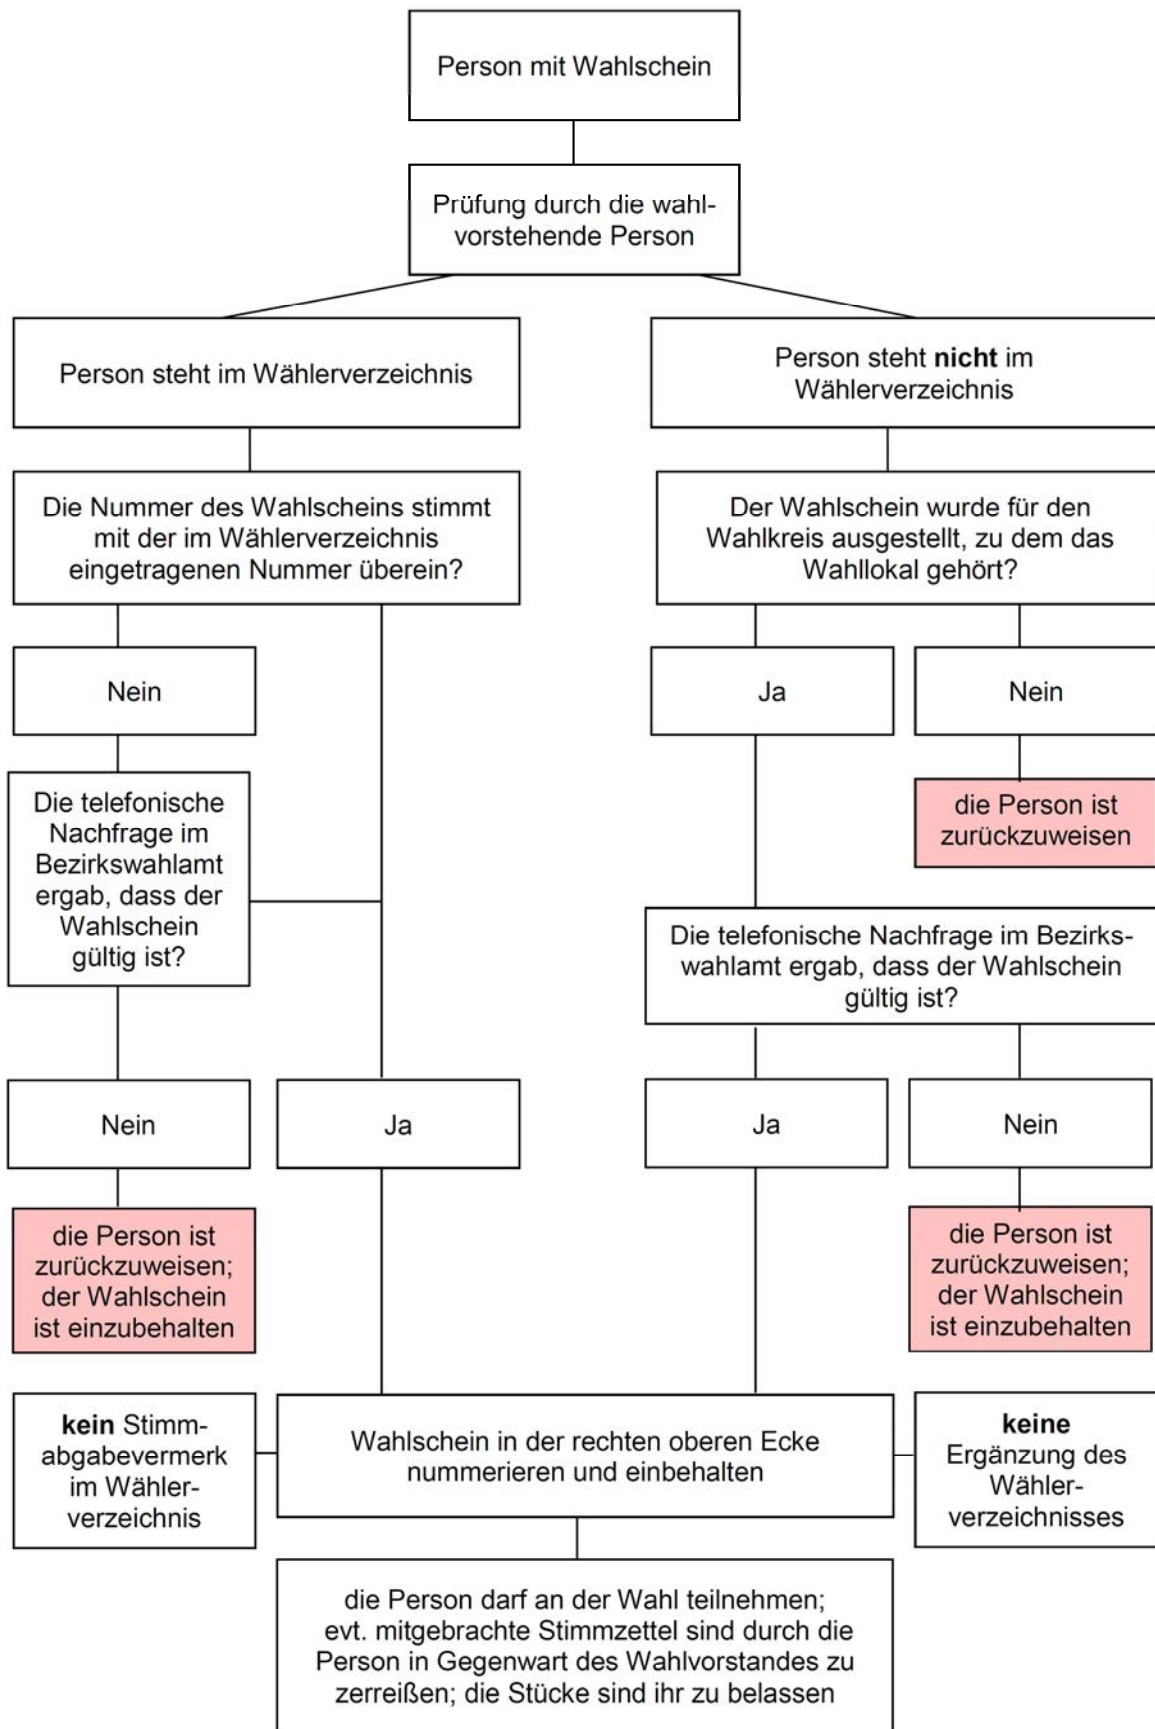 Person mit Wahlschein
Prüfung durch die wahl-
vorstehende Person
Person steht im Wählerverzeichnis
Person steht nicht im
Wählerverzeichnis
Die Nummer des Wahlscheins stimmt
mit der im Wählerverzeichnis
eingetragenen Nummer überein?
Der Wahlschein wurde für den
Wahlkreis ausgestellt, zu dem das
Wahllokal gehört?
Nein
Ja
Nein
Die telefonische
Nachfrage im
Bezirkswahlamt
ergab, dass der
Wahlschein
gültig ist?
die Person ist
zurückzuweisen
Die telefonische Nachfrage im Bezirks-
wahlamt ergab, dass der Wahlschein
gültig ist?
Nein
Ja
Ja
Nein
die Person ist
zurückzuweisen;
der Wahlschein
ist einzubehalten
die Person ist
zurückzuweisen;
der Wahlschein
ist einzubehalten
kein Stimm-
abgabevermerk
im Wähler-
verzeichnis
Wahlschein in der rechten oberen Ecke
nummerieren und einbehalten
keine
Ergänzung des
Wähler-
verzeichnisses
die Person darf an der Wahl teilnehmen;
evt. mitgebrachte Stimmzettel sind durch die
Person in Gegenwart des Wahlvorstandes zu
zerreißen; die Stücke sind ihr zu belassen